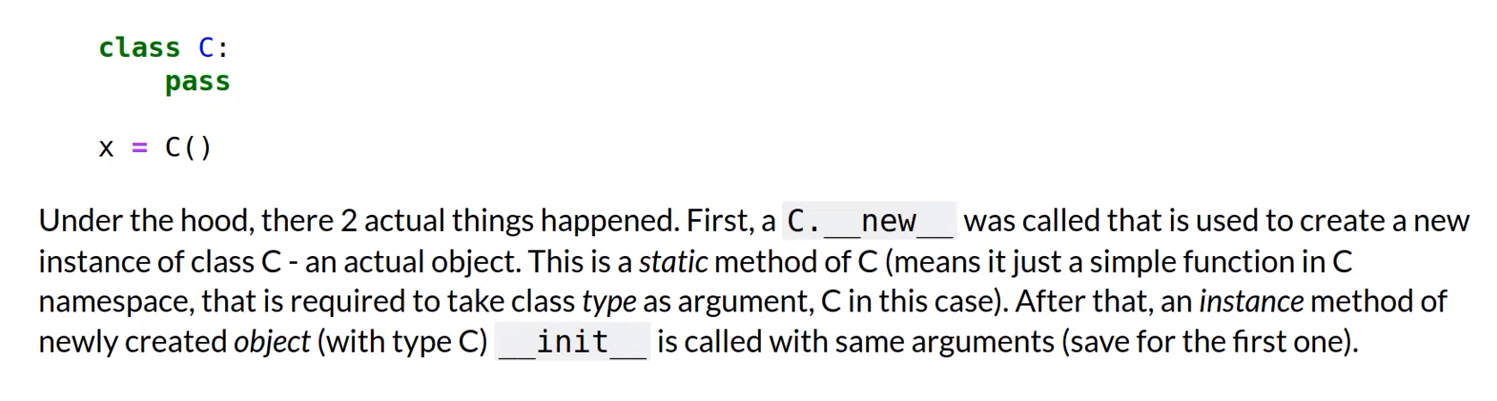 class C:
    pass
x = C()
Under the hood, there 2 actual things happened. First, a C.__new__ was called that is used to create a new
instance of class C - an actual object. This is a static method of C (means it just a simple function in C
namespace, that is required to take class type as argument, C in this case). After that, an instance method of
newly created object (with type C) __init__ is called with same arguments (save for the first one).